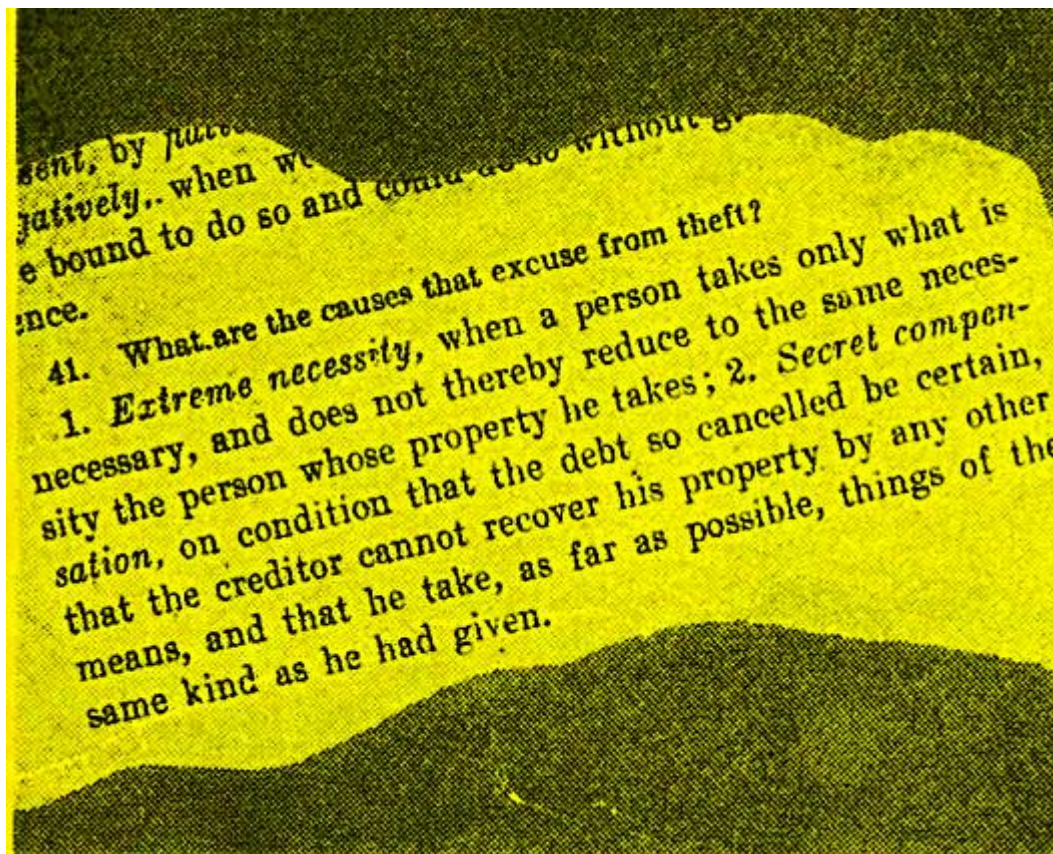 sent, by
gatively,. when
e bound to do so and could do so without
ence.
41. What.are the causes that excuse from theft?
1. Extreme necessity, when a person takes only what is
necessary, and does not thereby reduce to the same neces-
sity the person whose property he takes; 2. Secret compen-
sation, on condition that the debt so cancelled be certain,
that the creditor cannot recover his property by any other
means, and that he take, as far as possible, things of the
same kind as he had given.